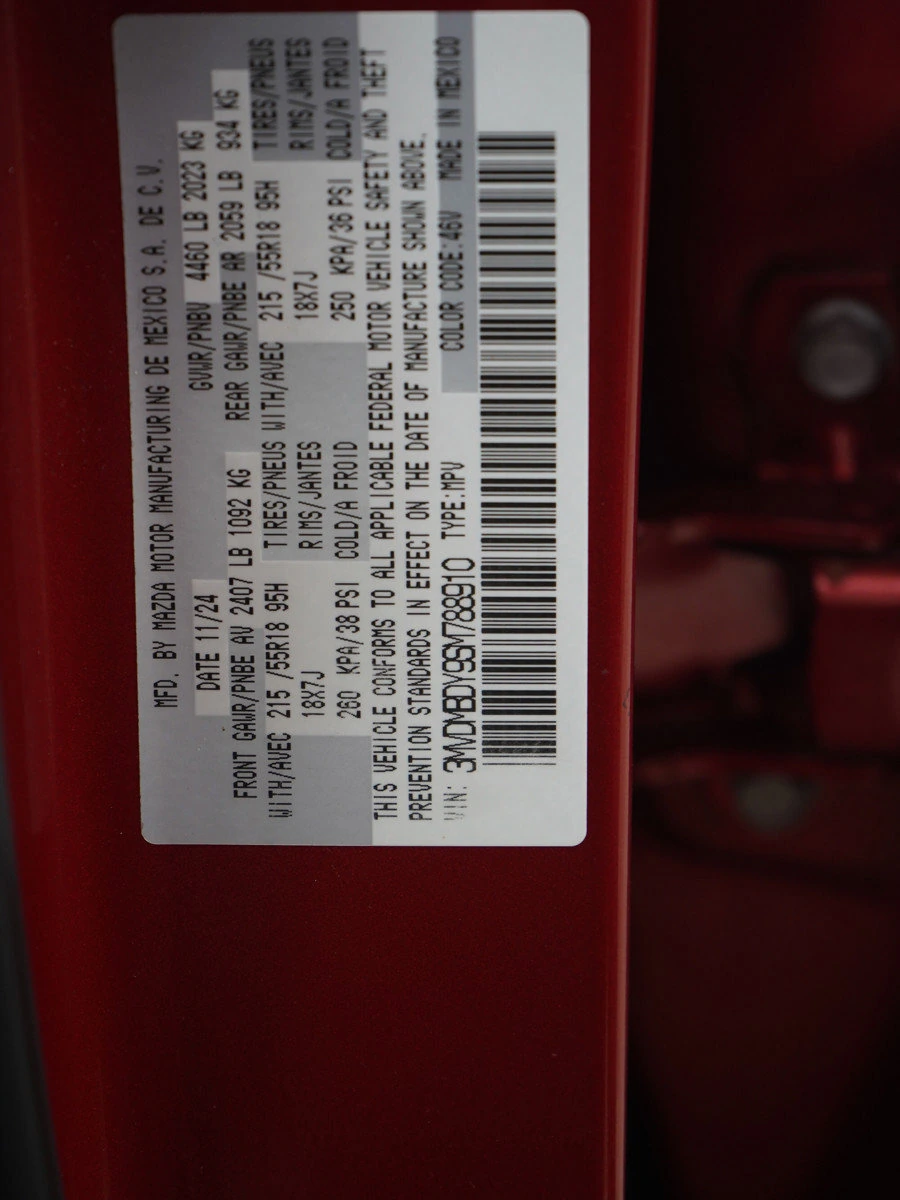 MFD. BY MAZDA MOTOR MANUFACTURING DE MEXICO S.A. DE C.V.
DATE 11/24 GVWR/PNBV 4460 LB 2023 KG
FRONT GAWR/PNBE AV 2407 LB 1092 KG REAR GAWR/PNBE AR 2059 LB 934 KG
WITH/AVEC 215 /55R18 95H TIRES/PNEUS WITH/AVEC 215 /55R18 95H TIRES/PNEUS
18X7J RIMS/JANTES 18X7J RIMS/JANTES
260 KPA/38 PSI COLD/A FROID 250 KPA/36 PSI COLD/A FROID
THIS VEHICLE CONFORMS TO ALL APPLICABLE FEDERAL MOTOR VEHICLE SAFETY AND THEFT
PREVENTION STANDARDS IN EFFECT ON THE DATE OF MANUFACTURE SHOWN ABOVE.
VIN: 3MVDMBDY9SM788910 TYPE:MPV COLOR CODE:46V MADE IN MEXICO